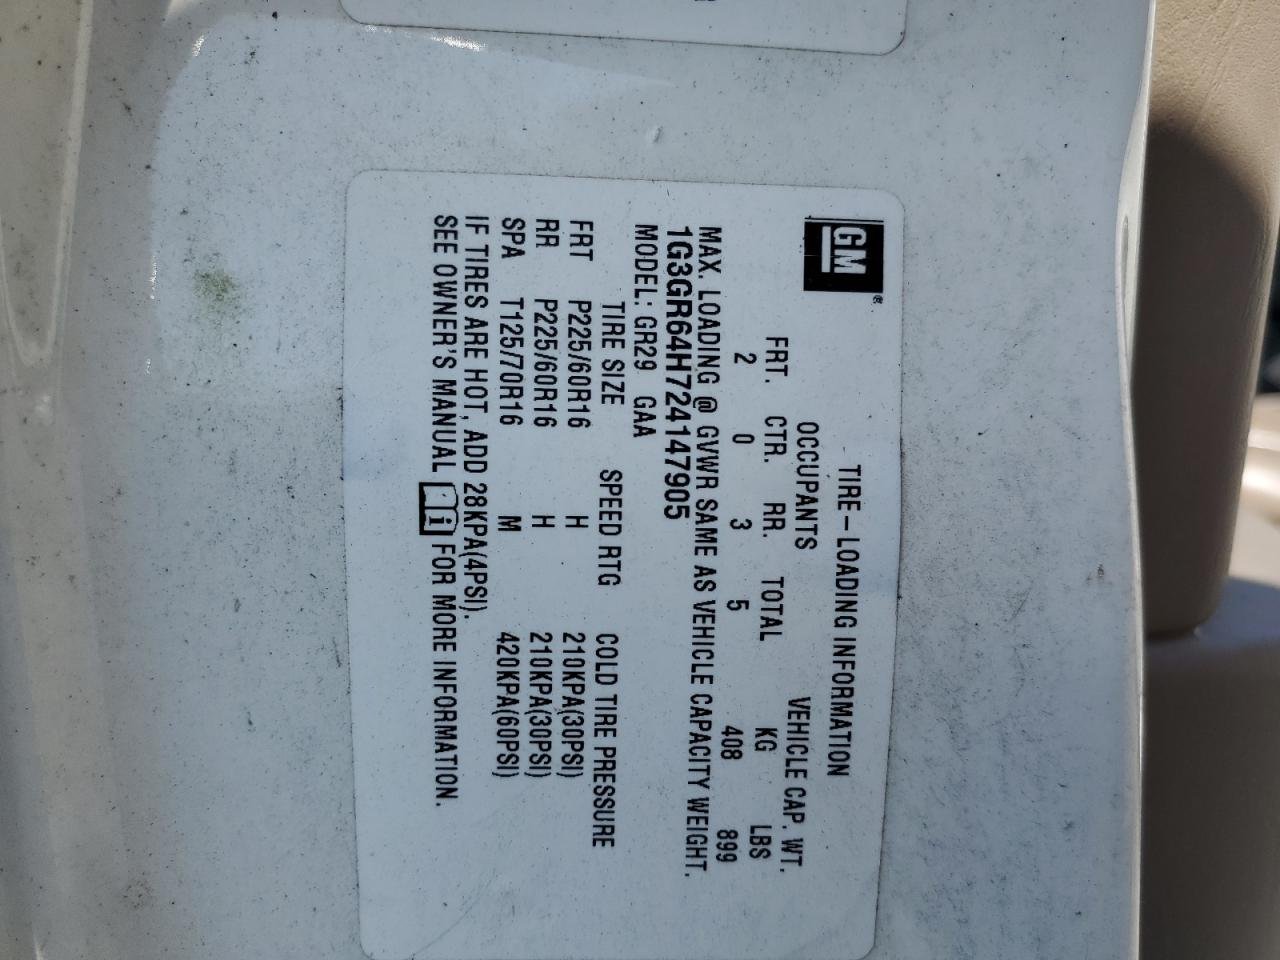 GM®
TIRE-LOADING INFORMATION
OCCUPANTS VEHICLE CAP. WT.
FRT. CTR. RR. TOTAL KG LBS
2 0 3 5 408 899
MAX. LOADING @ GVWR SAME AS VEHICLE CAPACITY WEIGHT.
1G3GR64H724147905
MODEL: GR29 GAA
TIRE SIZE SPEED RTG COLD TIRE PRESSURE
FRT P225/60R16 H 210KPA(30PSI)
RR P225/60R16 H 210KPA(30PSI)
SPA T125/70R16 M 420KPA(60PSI)
IF TIRES ARE HOT, ADD 28KPA(4PSI).
SEE OWNER'S MANUAL i FOR MORE INFORMATION.